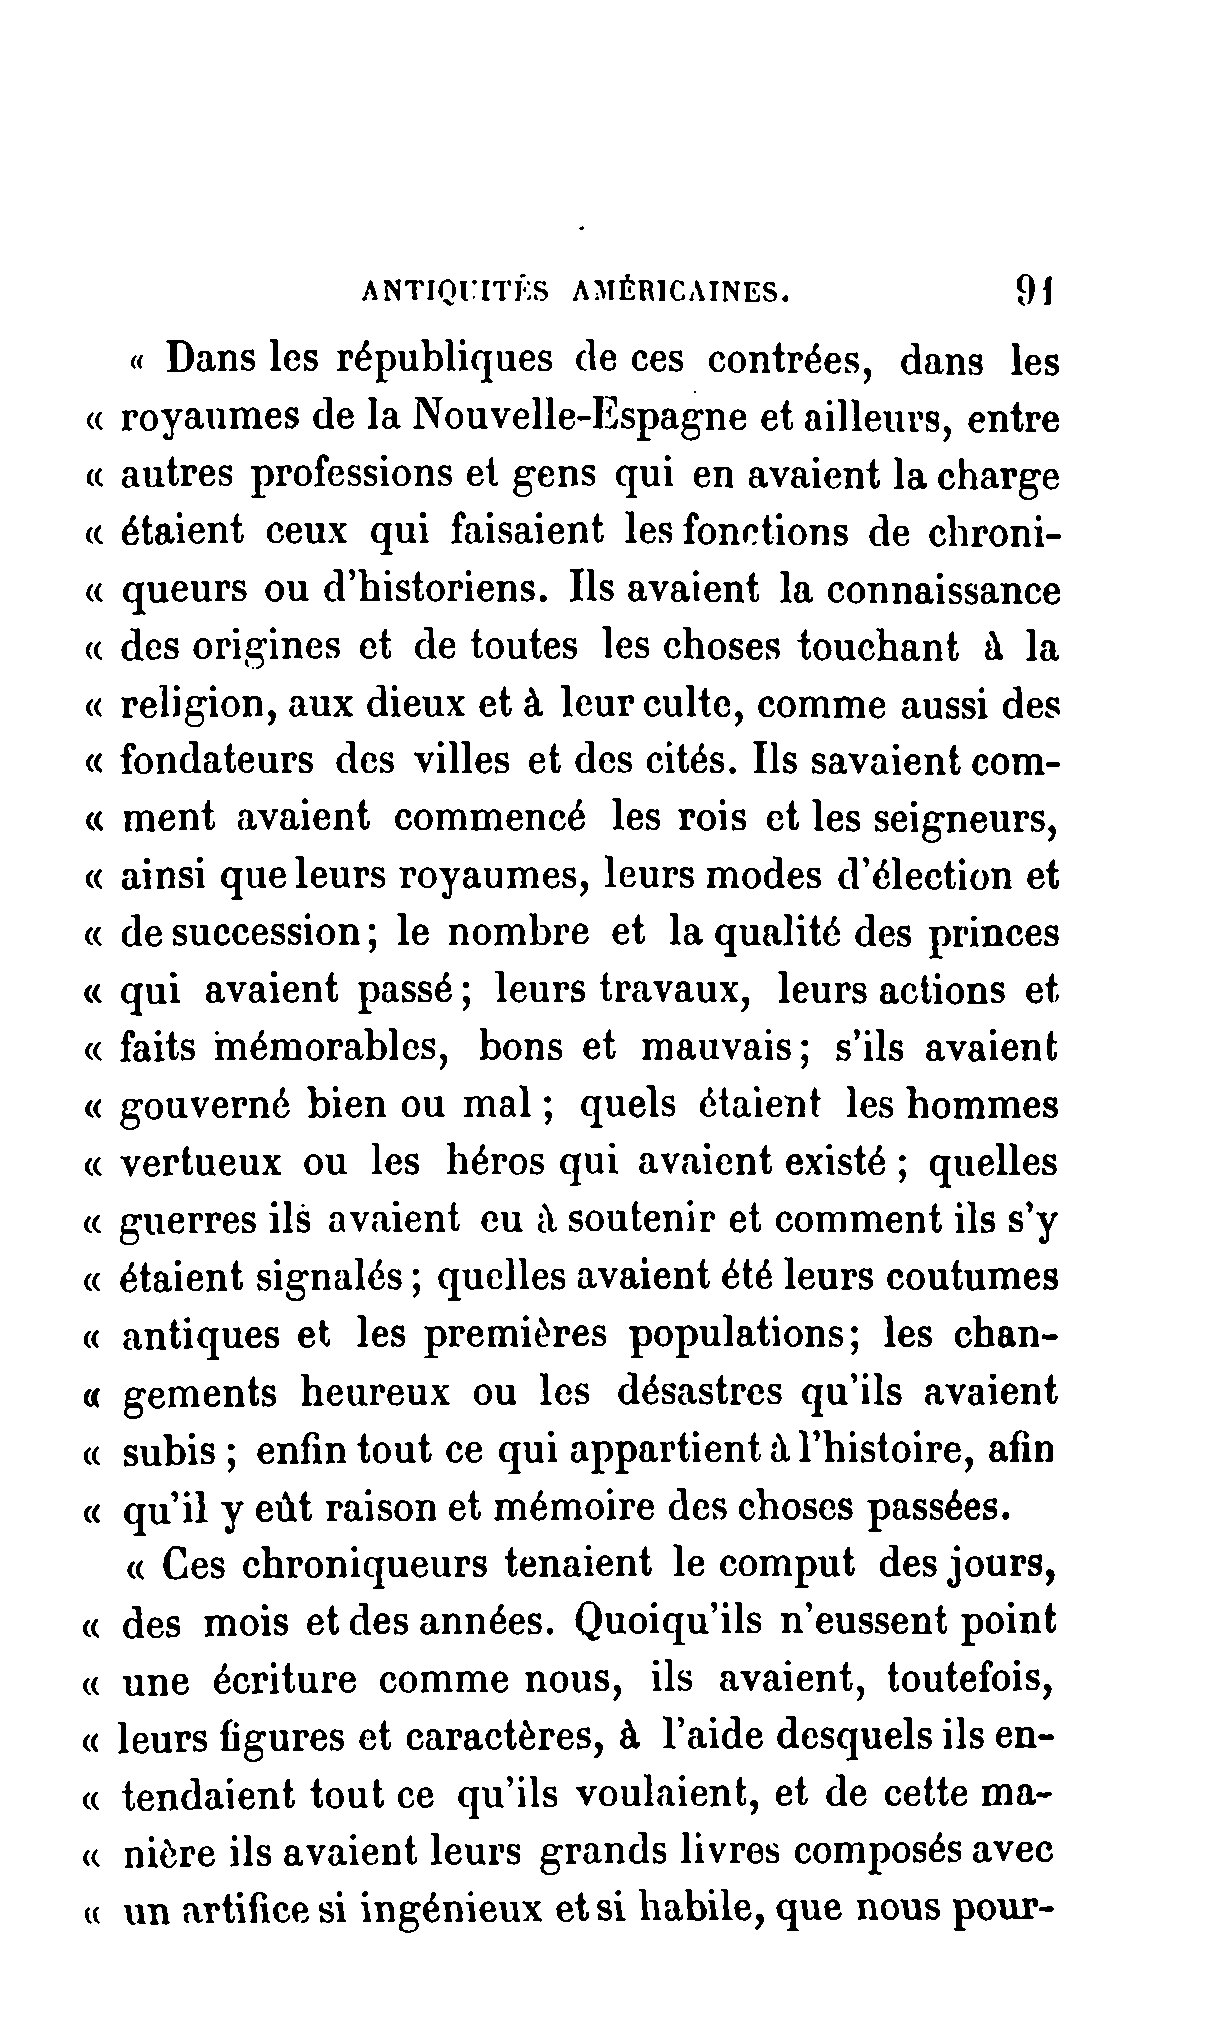 ANTIQUITÉS AMÉRICAINES. 91
« Dans les républiques de ces contrées, dans les
« royaumes de la Nouvelle-Espagne et ailleurs, entre
« autres professions et gens qui en avaient la charge
« étaient ceux qui faisaient les fonctions de chroni-
« queurs ou d'historiens. Ils avaient la connaissance
« des origines et de toutes les choses touchant à la
« religion, aux dieux et à leur culte, comme aussi des
« fondateurs des villes et des cités. Ils savaient com-
« ment avaient commencé les rois et les seigneurs,
« ainsi que leurs royaumes, leurs modes d'élection et
« de succession; le nombre et la qualité des princes
« qui avaient passé; leurs travaux, leurs actions et
« faits mémorables, bons et mauvais; s'ils avaient
« gouverné bien ou mal; quels étaient les hommes
« vertueux ou les héros qui avaient existé; quelles
« guerres ils avaient eu à soutenir et comment ils s'y
« étaient signalés; quelles avaient été leurs coutumes
« antiques et les premières populations; les chan-
« gements heureux ou les désastres qu'ils avaient
« subis; enfin tout ce qui appartient à l'histoire, afin
« qu'il y eût raison et mémoire des choses passées.
« Ces chroniqueurs tenaient le comput des jours,
« des mois et des années. Quoiqu'ils n'eussent point
« une écriture comme nous, ils avaient, toutefois,
« leurs figures et caractères, à l'aide desquels ils en-
« tendaient tout ce qu'ils voulaient, et de cette ma-
« nière ils avaient leurs grands livres composés avec
« un artifice si ingénieux et si habile, que nous pour-